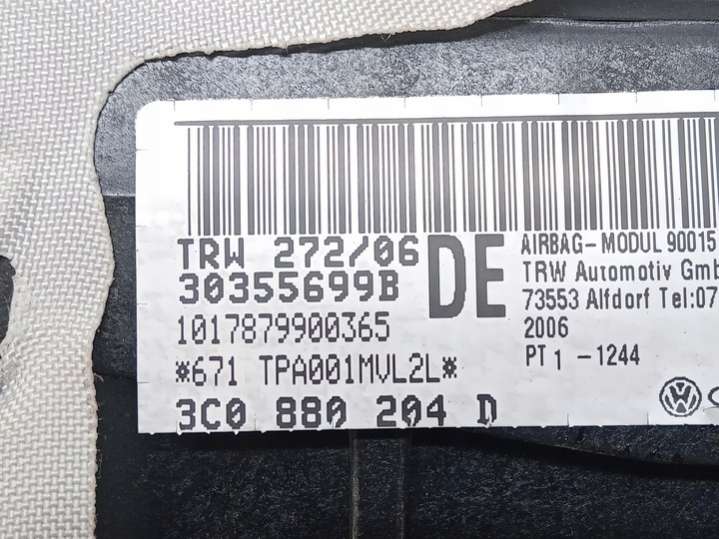 TRW 272/06
30355699B
DE
1017879900365
*671 TPA001MVL2L*
3C0 880 204 D
AIRBAG-MODUL 90015
TRW Automotiv Gmb
73553 Alfdorf Tel:07
2006
PT 1 -1244